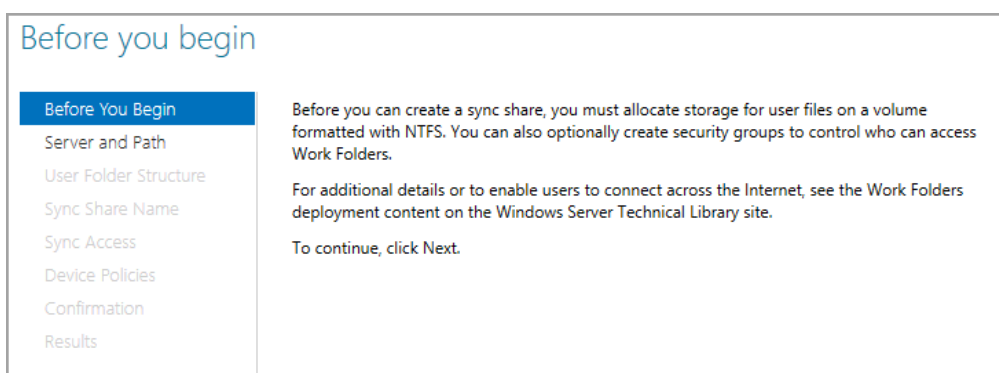 Before you begin
Before You Begin
Server and Path
User Folder Structure
Sync Share Name
Sync Access
Device Policies
Confirmation
Results
Before you can create a sync share, you must allocate storage for user files on a volume
formatted with NTFS. You can also optionally create security groups to control who can access
Work Folders.
For additional details or to enable users to connect across the Internet, see the Work Folders
deployment content on the Windows Server Technical Library site.
To continue, click Next.